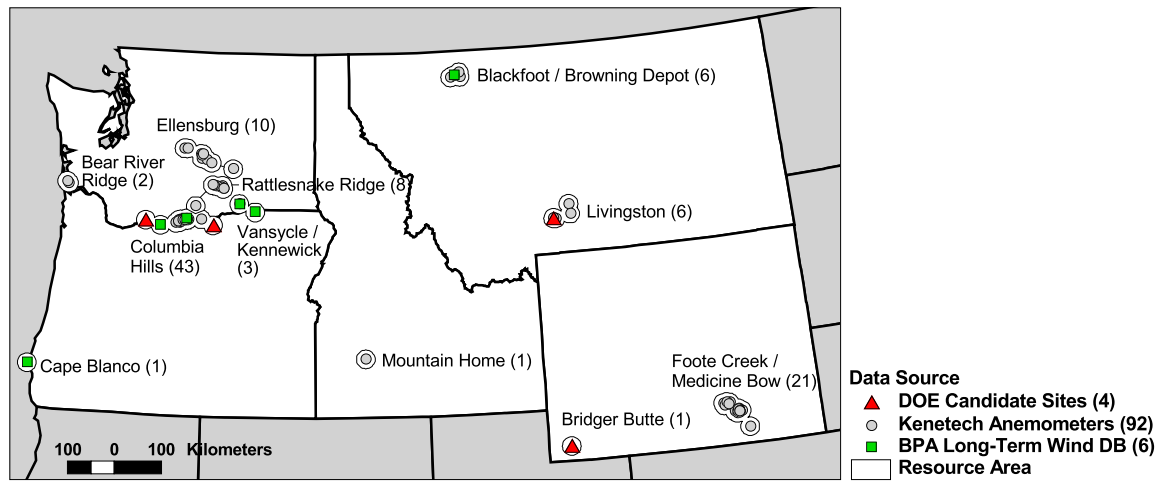 Blackfoot / Browning Depot (6)
Ellensburg (10)
Bear River
Ridge (2)
Rattlesnake Ridge (8
Livingston (6)
Columbia
Hills (43)
Vansycle /
Kennewick
(3)
Cape Blanco (1)
Mountain Home (1)
Foote Creek /
Medicine Bow (21)
Bridger Butte (1)
100 0 100 Kilometers
Data Source
DOE Candidate Sites (4)
Kenetech Anemometers (92)
BPA Long-Term Wind DB (6)
Resource Area